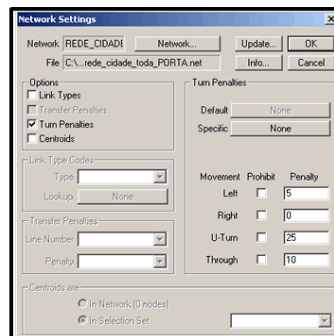 Network Settings
Network REDE_CIDADE Network... Update... OK
File C:\...rede_cidade_toda_PORTA.net Info... Cancel
Options
Link Types
Transfer Penalties
Turn Penalties
Centroids
Turn Penalties
Default None
Specific None
Link Type Codes
Type
Lookup None
Movement Prohibit Penalty
Left 5
Right 0
U-Turn 25
Through 10
Transfer Penalties
Line Number
Penalty
Centroids are
In Network (0 nodes)
In Selection Set